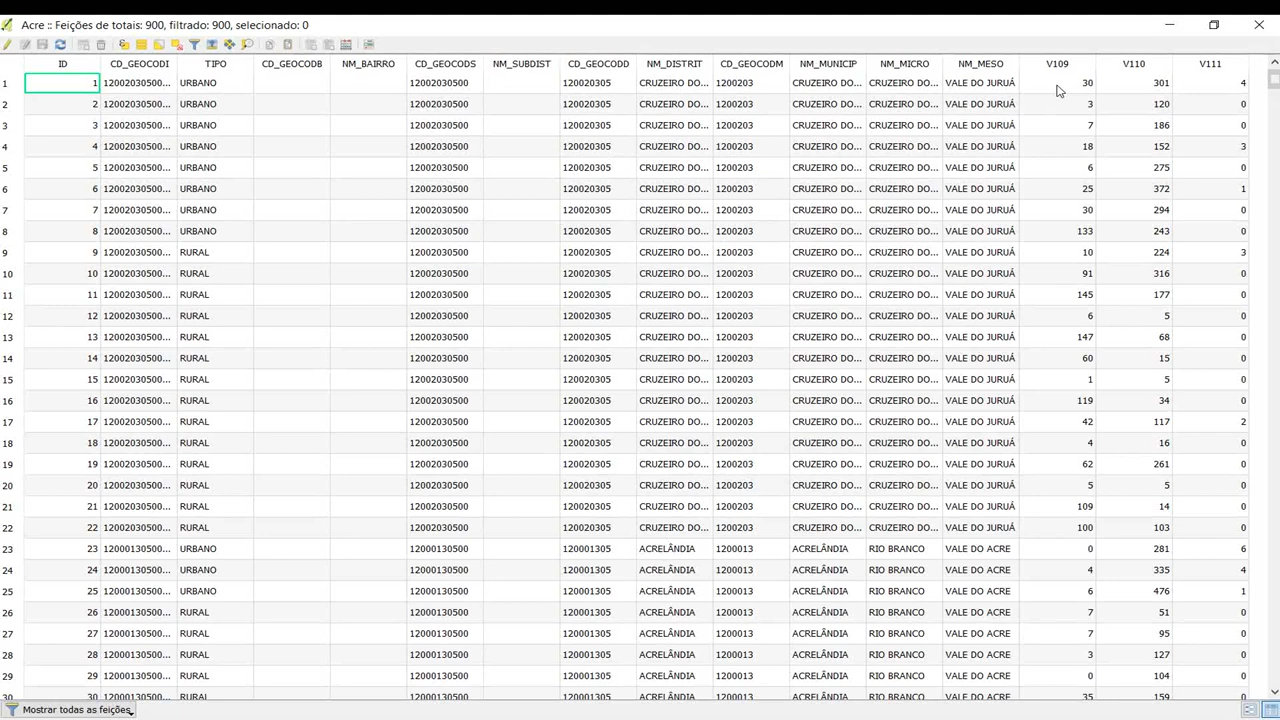 Acre :: Feições de totais: 900, filtrado: 900, selecionado: 0
ID CD_GEOCODI TIPO CD_GEOCODB NM_BAIRRO CD_GEOCODS NM_SUBDIST CD_GEOCODD NM_DISTRIT CD_GEOCODM NM_MUNICIP NM_MICRO NM_MESO V109 V110 V111
1 1 12002030500... URBANO 12002030500 120020305 CRUZEIRO DO... 1200203 CRUZEIRO DO... CRUZEIRO DO... VALE DO JURUÁ 30 301 4
2 2 12002030500... URBANO 12002030500 120020305 CRUZEIRO DO... 1200203 CRUZEIRO DO... CRUZEIRO DO... VALE DO JURUÁ 3 120 0
3 3 12002030500... URBANO 12002030500 120020305 CRUZEIRO DO... 1200203 CRUZEIRO DO... CRUZEIRO DO... VALE DO JURUÁ 7 186 0
4 4 12002030500... URBANO 12002030500 120020305 CRUZEIRO DO... 1200203 CRUZEIRO DO... CRUZEIRO DO... VALE DO JURUÁ 18 152 3
5 5 12002030500... URBANO 12002030500 120020305 CRUZEIRO DO... 1200203 CRUZEIRO DO... CRUZEIRO DO... VALE DO JURUÁ 6 275 0
6 6 12002030500... URBANO 12002030500 120020305 CRUZEIRO DO... 1200203 CRUZEIRO DO... CRUZEIRO DO... VALE DO JURUÁ 25 372 1
7 7 12002030500... URBANO 12002030500 120020305 CRUZEIRO DO... 1200203 CRUZEIRO DO... CRUZEIRO DO... VALE DO JURUÁ 30 294 0
8 8 12002030500... URBANO 12002030500 120020305 CRUZEIRO DO... 1200203 CRUZEIRO DO... CRUZEIRO DO... VALE DO JURUÁ 133 243 0
9 9 12002030500... RURAL 12002030500 120020305 CRUZEIRO DO... 1200203 CRUZEIRO DO... CRUZEIRO DO... VALE DO JURUÁ 10 224 3
10 10 12002030500... RURAL 12002030500 120020305 CRUZEIRO DO... 1200203 CRUZEIRO DO... CRUZEIRO DO... VALE DO JURUÁ 91 316 0
11 11 12002030500... RURAL 12002030500 120020305 CRUZEIRO DO... 1200203 CRUZEIRO DO... CRUZEIRO DO... VALE DO JURUÁ 145 177 0
12 12 12002030500... RURAL 12002030500 120020305 CRUZEIRO DO... 1200203 CRUZEIRO DO... CRUZEIRO DO... VALE DO JURUÁ 6 5 0
13 13 12002030500... RURAL 12002030500 120020305 CRUZEIRO DO... 1200203 CRUZEIRO DO... CRUZEIRO DO... VALE DO JURUÁ 147 68 0
14 14 12002030500... RURAL 12002030500 120020305 CRUZEIRO DO... 1200203 CRUZEIRO DO... CRUZEIRO DO... VALE DO JURUÁ 60 15 0
15 15 12002030500... RURAL 12002030500 120020305 CRUZEIRO DO... 1200203 CRUZEIRO DO... CRUZEIRO DO... VALE DO JURUÁ 1 5 0
16 16 12002030500... RURAL 12002030500 120020305 CRUZEIRO DO... 1200203 CRUZEIRO DO... CRUZEIRO DO... VALE DO JURUÁ 119 34 0
17 17 12002030500... RURAL 12002030500 120020305 CRUZEIRO DO... 1200203 CRUZEIRO DO... CRUZEIRO DO... VALE DO JURUÁ 42 117 2
18 18 12002030500... RURAL 12002030500 120020305 CRUZEIRO DO... 1200203 CRUZEIRO DO... CRUZEIRO DO... VALE DO JURUÁ 4 16 0
19 19 12002030500... RURAL 12002030500 120020305 CRUZEIRO DO... 1200203 CRUZEIRO DO... CRUZEIRO DO... VALE DO JURUÁ 62 261 0
20 20 12002030500... RURAL 12002030500 120020305 CRUZEIRO DO... 1200203 CRUZEIRO DO... CRUZEIRO DO... VALE DO JURUÁ 5 5 0
21 21 12002030500... RURAL 12002030500 120020305 CRUZEIRO DO... 1200203 CRUZEIRO DO... CRUZEIRO DO... VALE DO JURUÁ 109 14 0
22 22 12002030500... RURAL 12002030500 120020305 CRUZEIRO DO... 1200203 CRUZEIRO DO... CRUZEIRO DO... VALE DO JURUÁ 100 103 0
23 23 12000130500... URBANO 12000130500 120001305 ACRELÂNDIA 1200013 ACRELÂNDIA RIO BRANCO VALE DO ACRE 0 281 6
24 24 12000130500... URBANO 12000130500 120001305 ACRELÂNDIA 1200013 ACRELÂNDIA RIO BRANCO VALE DO ACRE 4 335 4
25 25 12000130500... URBANO 12000130500 120001305 ACRELÂNDIA 1200013 ACRELÂNDIA RIO BRANCO VALE DO ACRE 6 476 1
26 26 12000130500... RURAL 12000130500 120001305 ACRELÂNDIA 1200013 ACRELÂNDIA RIO BRANCO VALE DO ACRE 7 51 0
27 27 12000130500... RURAL 12000130500 120001305 ACRELÂNDIA 1200013 ACRELÂNDIA RIO BRANCO VALE DO ACRE 7 95 0
28 28 12000130500... RURAL 12000130500 120001305 ACRELÂNDIA 1200013 ACRELÂNDIA RIO BRANCO VALE DO ACRE 3 127 0
29 29 12000130500... RURAL 12000130500 120001305 ACRELÂNDIA 1200013 ACRELÂNDIA RIO BRANCO VALE DO ACRE 0 104 0
30 30 12000130500... RURAL 12000130500 120001305 ACRELÂNDIA 1200013 ACRELÂNDIA RIO BRANCO VALE DO ACRE 35 159 0
Mostrar todas as feições